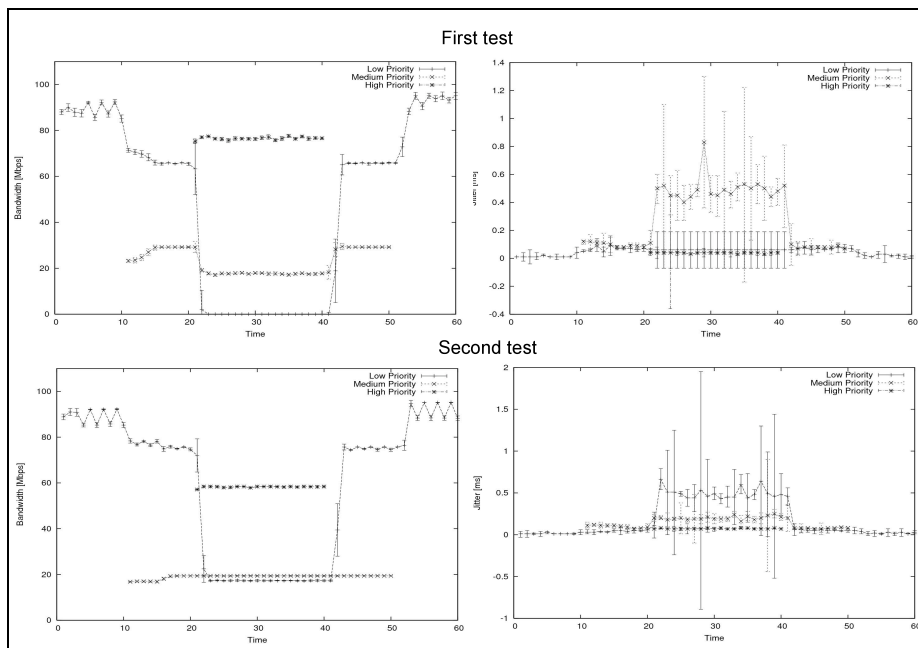 First test
Low Priority
Medium Priority
High Priority
100
80
60
40
20
0
Bandwidth [Mbps]
0 10 20 30 40 50 60
Time
Low Priority
Medium Priority
High Priority
1.4
1.2
1
0.8
0.6
0.4
0.2
0
-0.2
-0.4
[ms]
0 10 20 30 40 50 60
Time
Second test
Low Priority
Medium Priority
High Priority
100
80
60
40
20
0
Bandwidth [Mbps]
0 10 20 30 40 50 60
Time
Low Priority
Medium Priority
High Priority
2
1.5
1
0.5
0
-0.5
-1
Jitter [ms]
0 10 20 30 40 50 60
Time